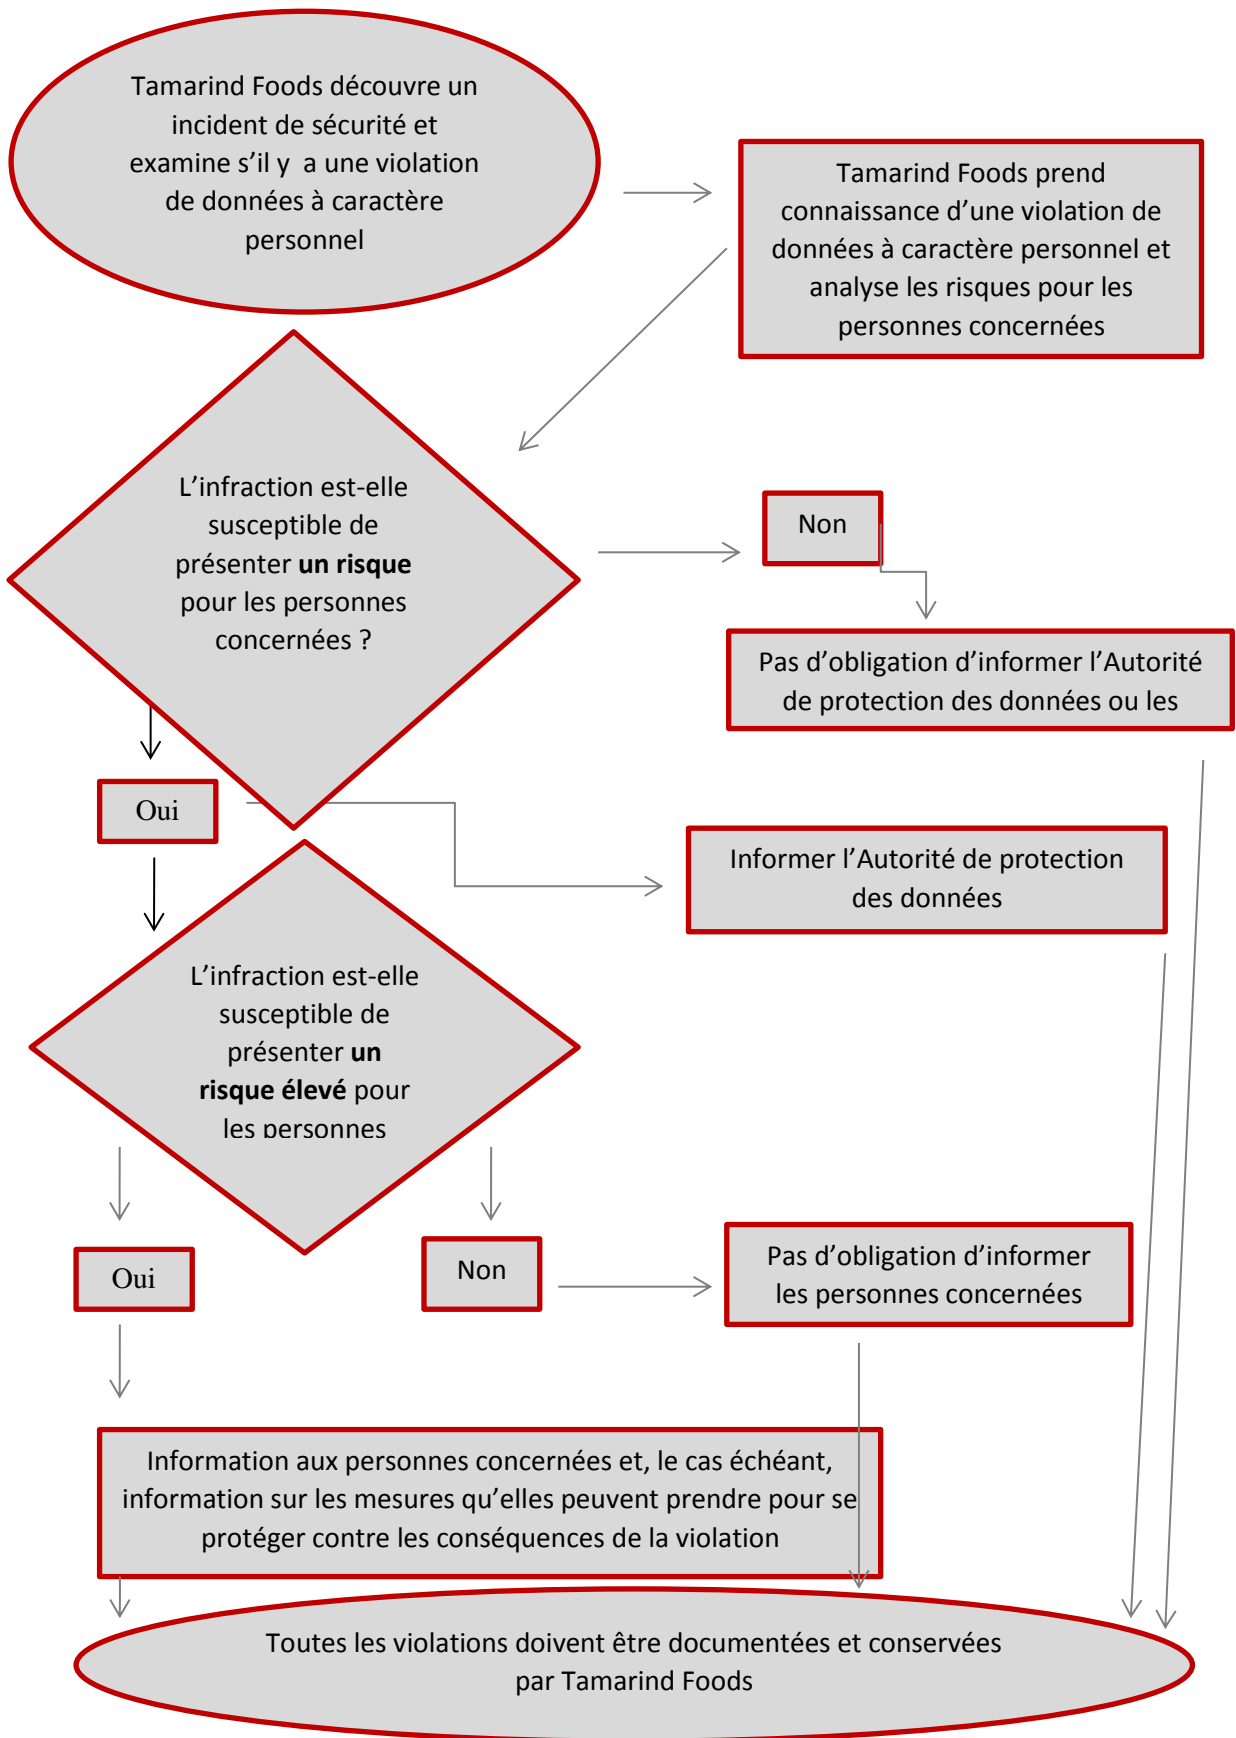 Tamarind Foods découvre un
incident de sécurité et
examine s’il y  a une violation
de données à caractère
personnel
Tamarind Foods prend
connaissance d’une violation de
données à caractère personnel et
analyse les risques pour les
personnes concernées
L’infraction est-elle
susceptible de
présenter un risque
pour les personnes
concernées ?
Non
Pas d’obligation d’informer l’Autorité
de protection des données ou les
Oui
Informer l’Autorité de protection
des données
L’infraction est-elle
susceptible de
présenter un
risque élevé pour
les personnes
Oui
Non
Pas d’obligation d’informer
les personnes concernées
Information aux personnes concernées et, le cas échéant,
information sur les mesures qu’elles peuvent prendre pour se
protéger contre les conséquences de la violation
Toutes les violations doivent être documentées et conservées
par Tamarind Foods